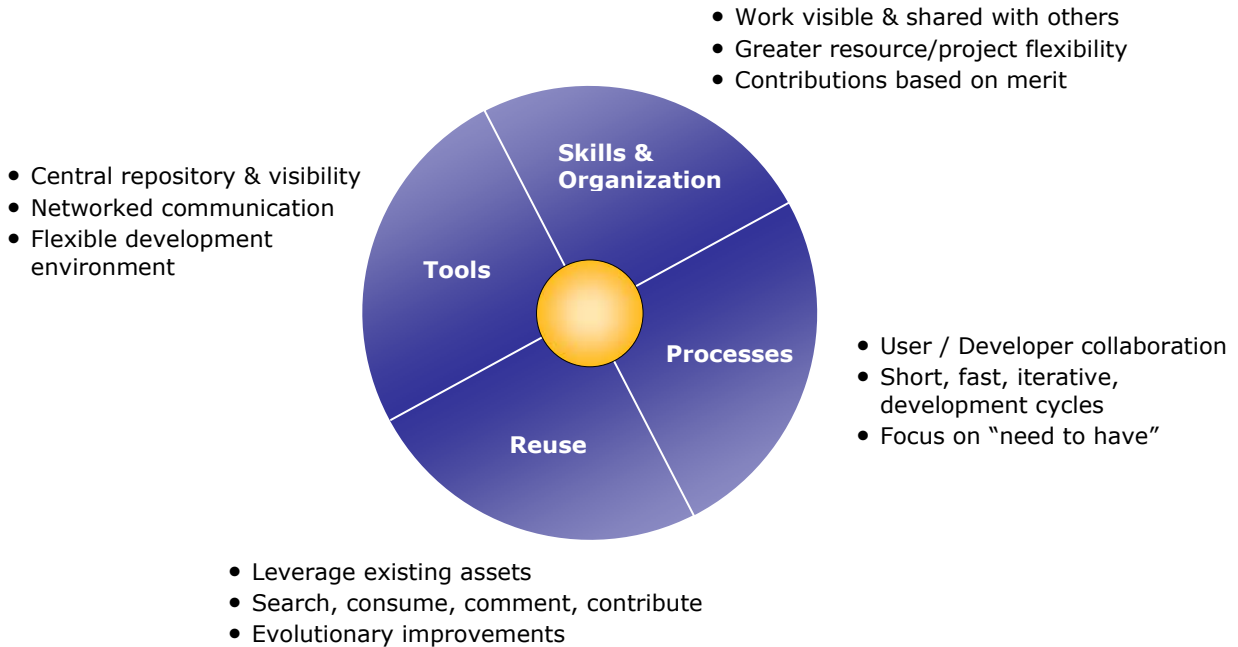 • Work visible & shared with others
• Greater resource/project flexibility
• Contributions based on merit
Skills &
Organization
• Central repository & visibility
• Networked communication
• Flexible development
environment
Tools
Processes
• User / Developer collaboration
• Short, fast, iterative,
development cycles
• Focus on “need to have”
Reuse
• Leverage existing assets
• Search, consume, comment, contribute
• Evolutionary improvements